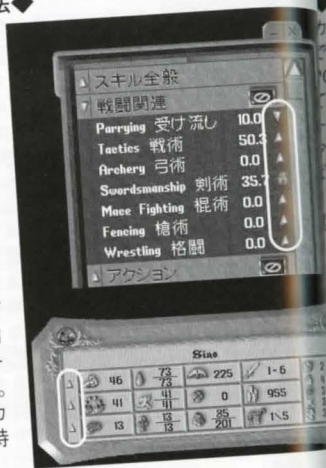 法◆
スキル全般
戦闘関連
Parrying 受け流し 10.0
Tactics 戦術 50.3
Archery 弓術 0.0
Swordsmanship 剣術 35.7
Mace Fighting 棍術 0.0
Fencing 槍術 0.0
Wrestling 格闘 0.0
アクション
Sino
46 73/73 225 1-6
41 41/41 0 955
13 13/13 85/201 1\5
。
カ
時